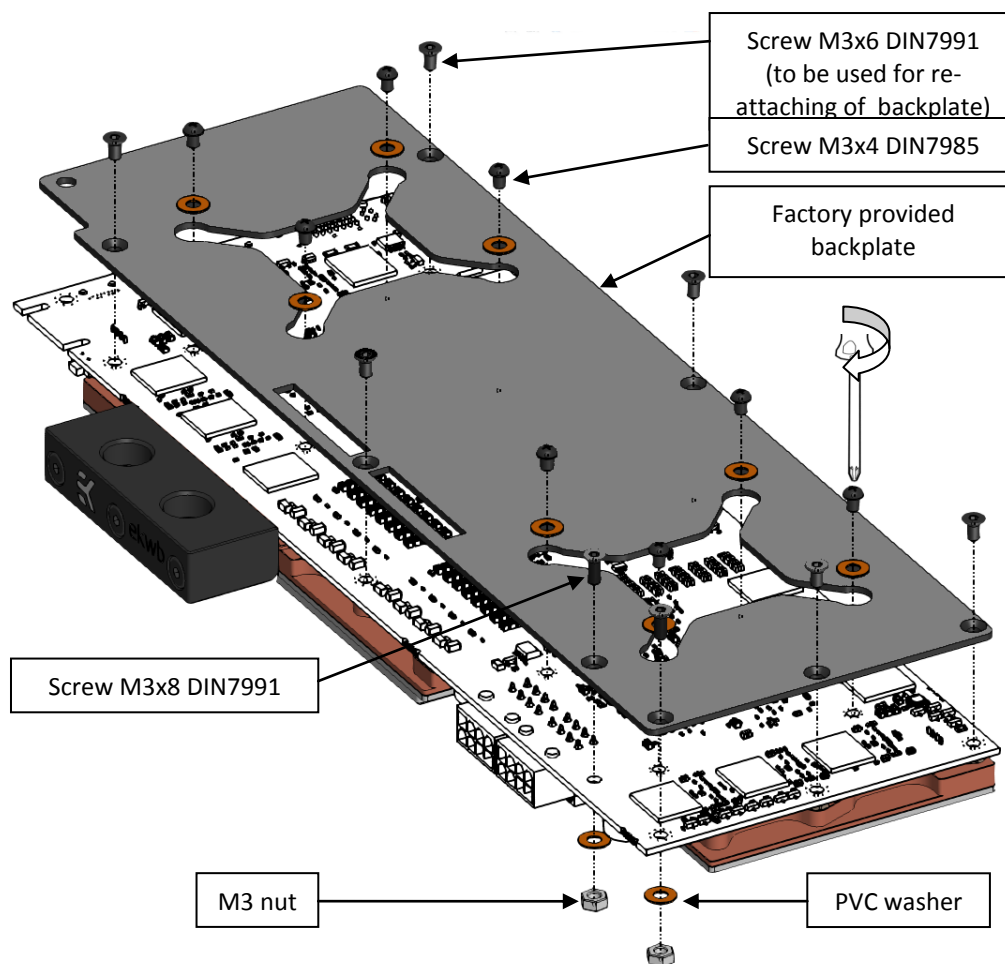 Screw M3x6 DIN7991
(to be used for re-
attaching of backplate)
Screw M3x4 DIN7985
Factory provided
backplate
ekwb
Screw M3x8 DIN7991
M3 nut
PVC washer